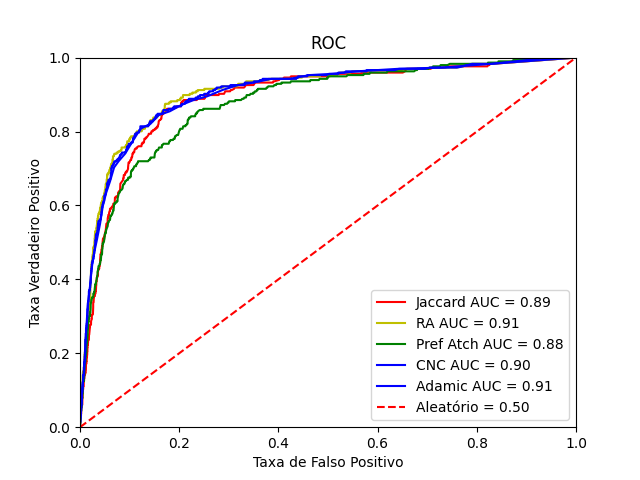 ROC
Taxa Verdadeiro Positivo
1.0
0.8
0.6
0.4
0.2
0.0
Jaccard AUC = 0.89
RA AUC = 0.91
Pref Atch AUC = 0.88
CNC AUC = 0.90
Adamic AUC = 0.91
Aleatório = 0.50
0.0 0.2 0.4 0.6 0.8 1.0
Taxa de Falso Positivo